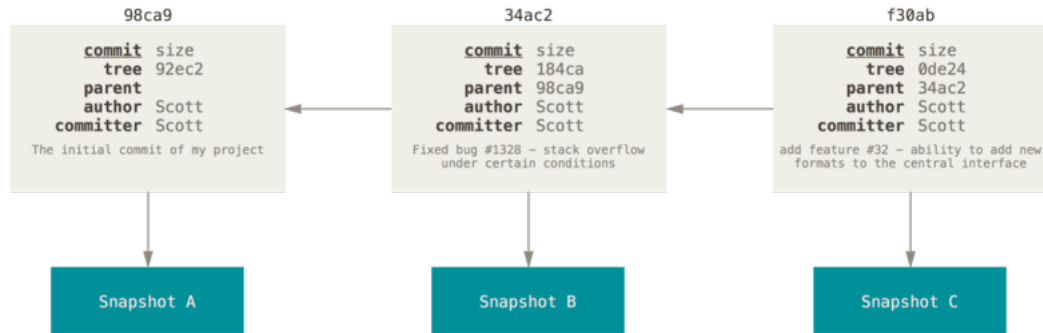 98ca9
commit size
tree 92ec2
parent
author Scott
committer Scott
The initial commit of my project
Snapshot A
34ac2
commit size
tree 184ca
parent 98ca9
author Scott
committer Scott
Fixed bug #1328 – stack overflow
under certain conditions
Snapshot B
f30ab
commit size
tree 0de24
parent 34ac2
author Scott
committer Scott
add feature #32 – ability to add new
formats to the central interface
Snapshot C